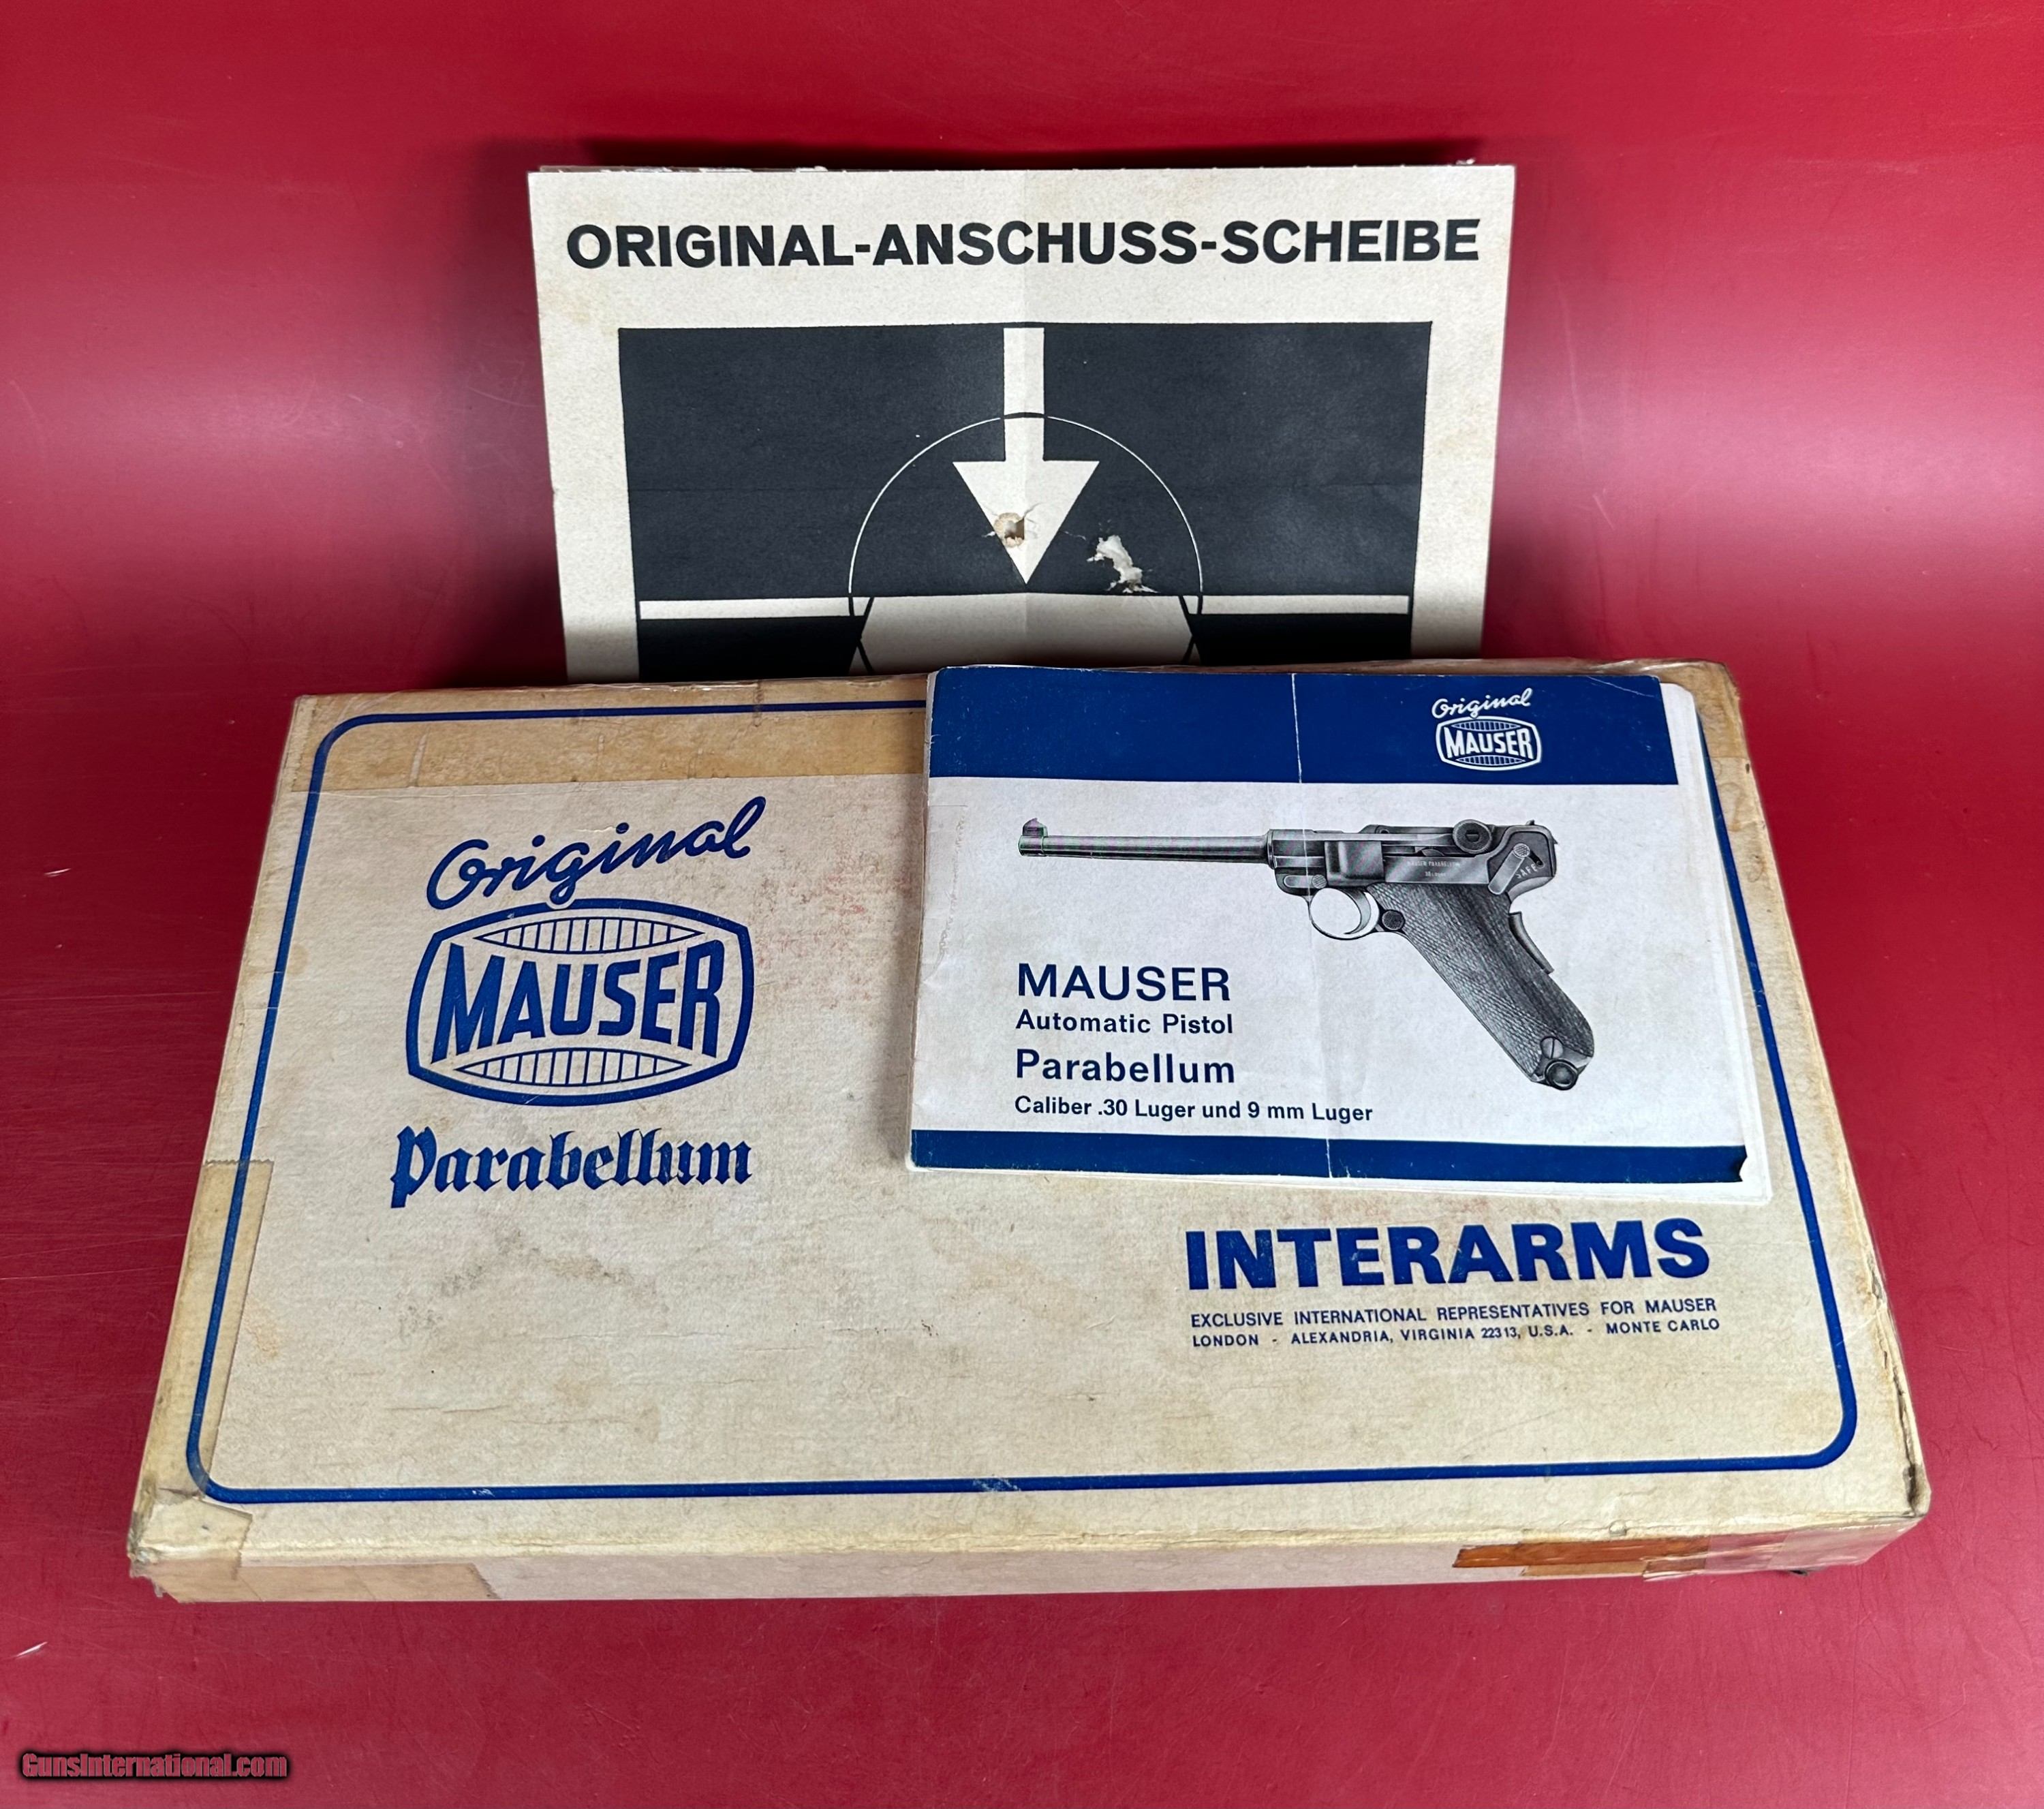 ORIGINAL-ANSCHUSS-SCHEIBE
Original
MAUSER
MAUSER
Automatic Pistol
Parabellum
Caliber .30 Luger und 9 mm Luger
SAFE
Original
MAUSER
Parabellum
INTERARMS
EXCLUSIVE INTERNATIONAL REPRESENTATIVES FOR MAUSER
LONDON - ALEXANDRIA, VIRGINIA 22313, U.S.A. - MONTE CARLO
GunsInternational.com